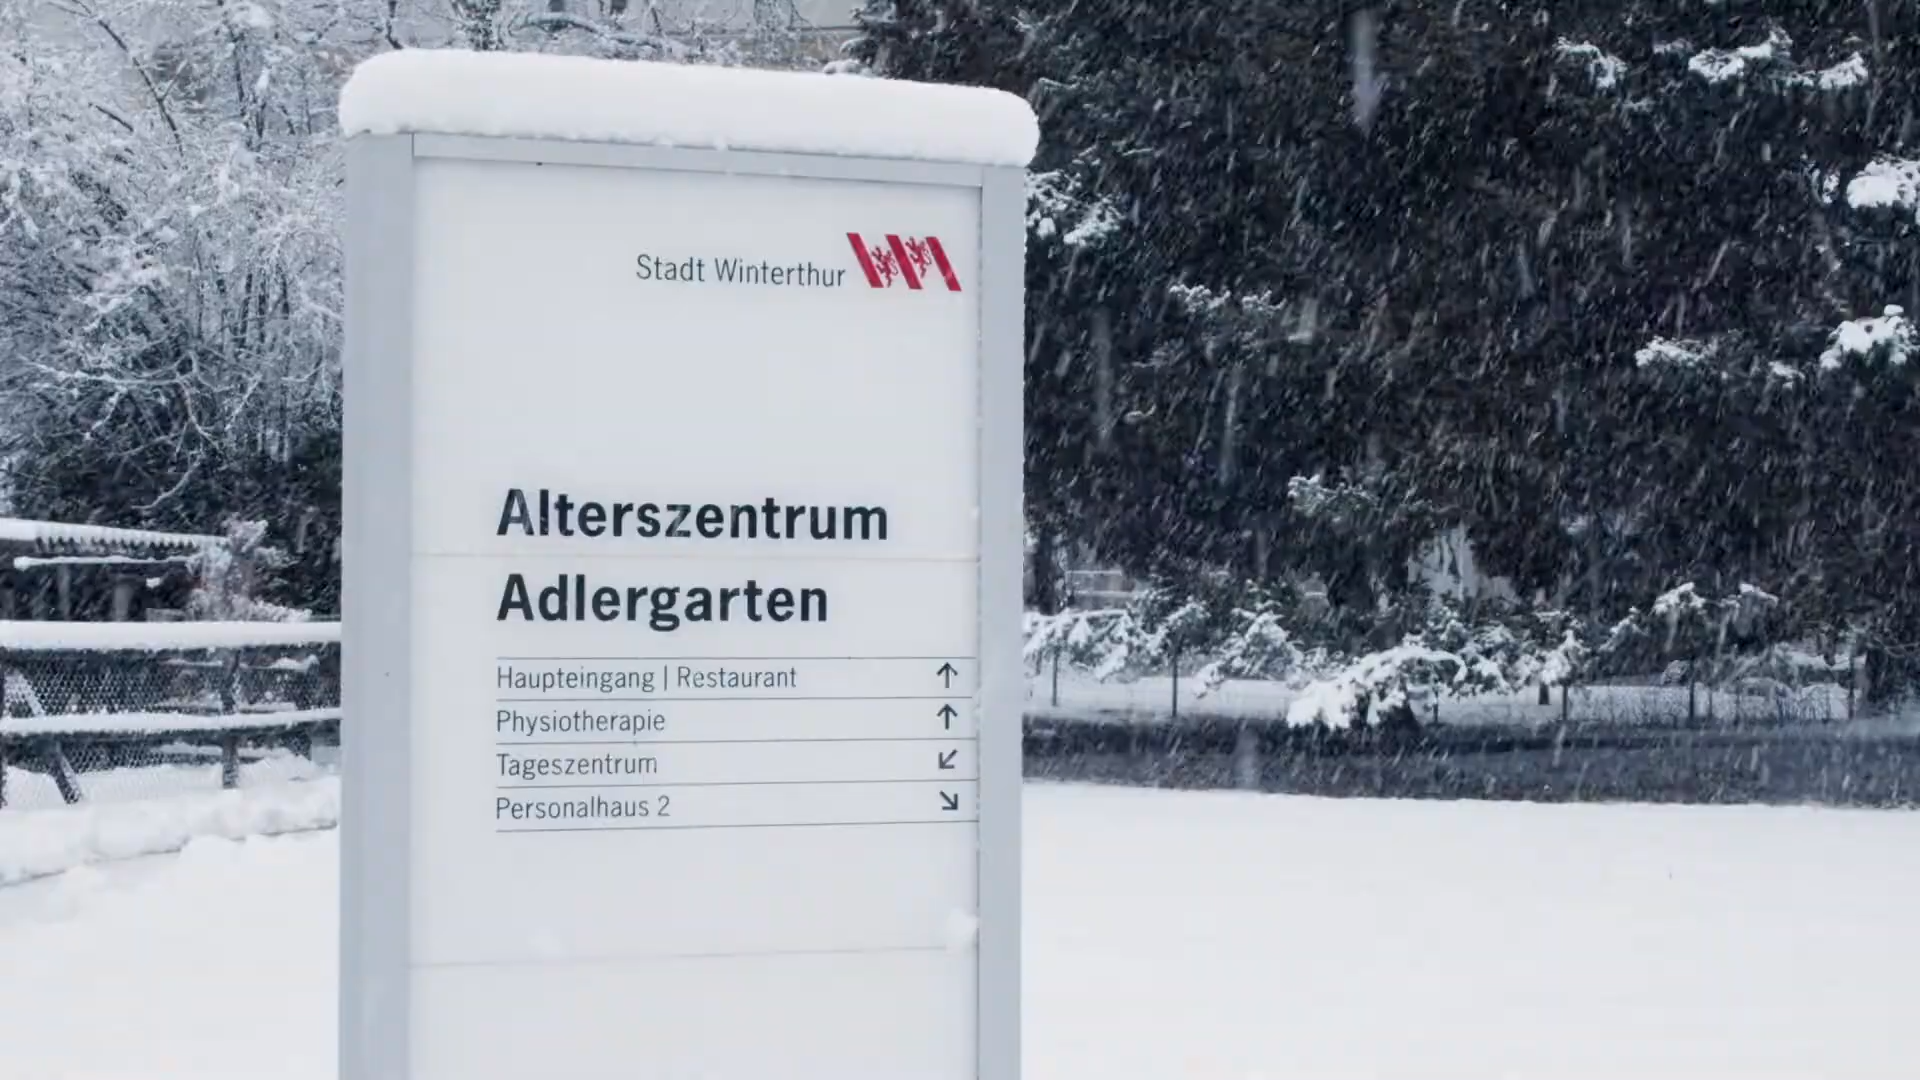 Stadt Winterthur
Alterszentrum
Adlergarten
Haupteingang | Restaurant ↑
Physiotherapie ↑
Tageszentrum ↙
Personalhaus 2 ↘